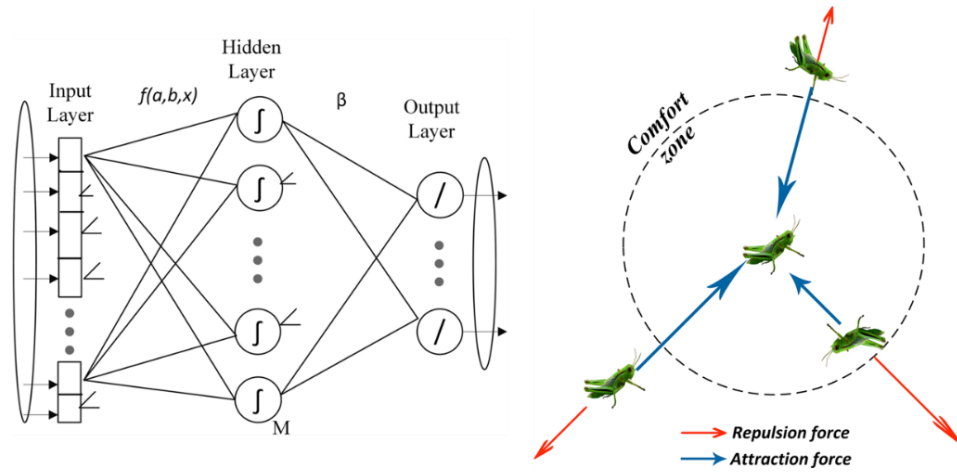 Input
Layer
f(a,b,x)
Hidden
Layer
β
Output
Layer
ʃ
ʃ
ʃ
ʃ
M
/
/
Comfort
zone
Repulsion force
Attraction force